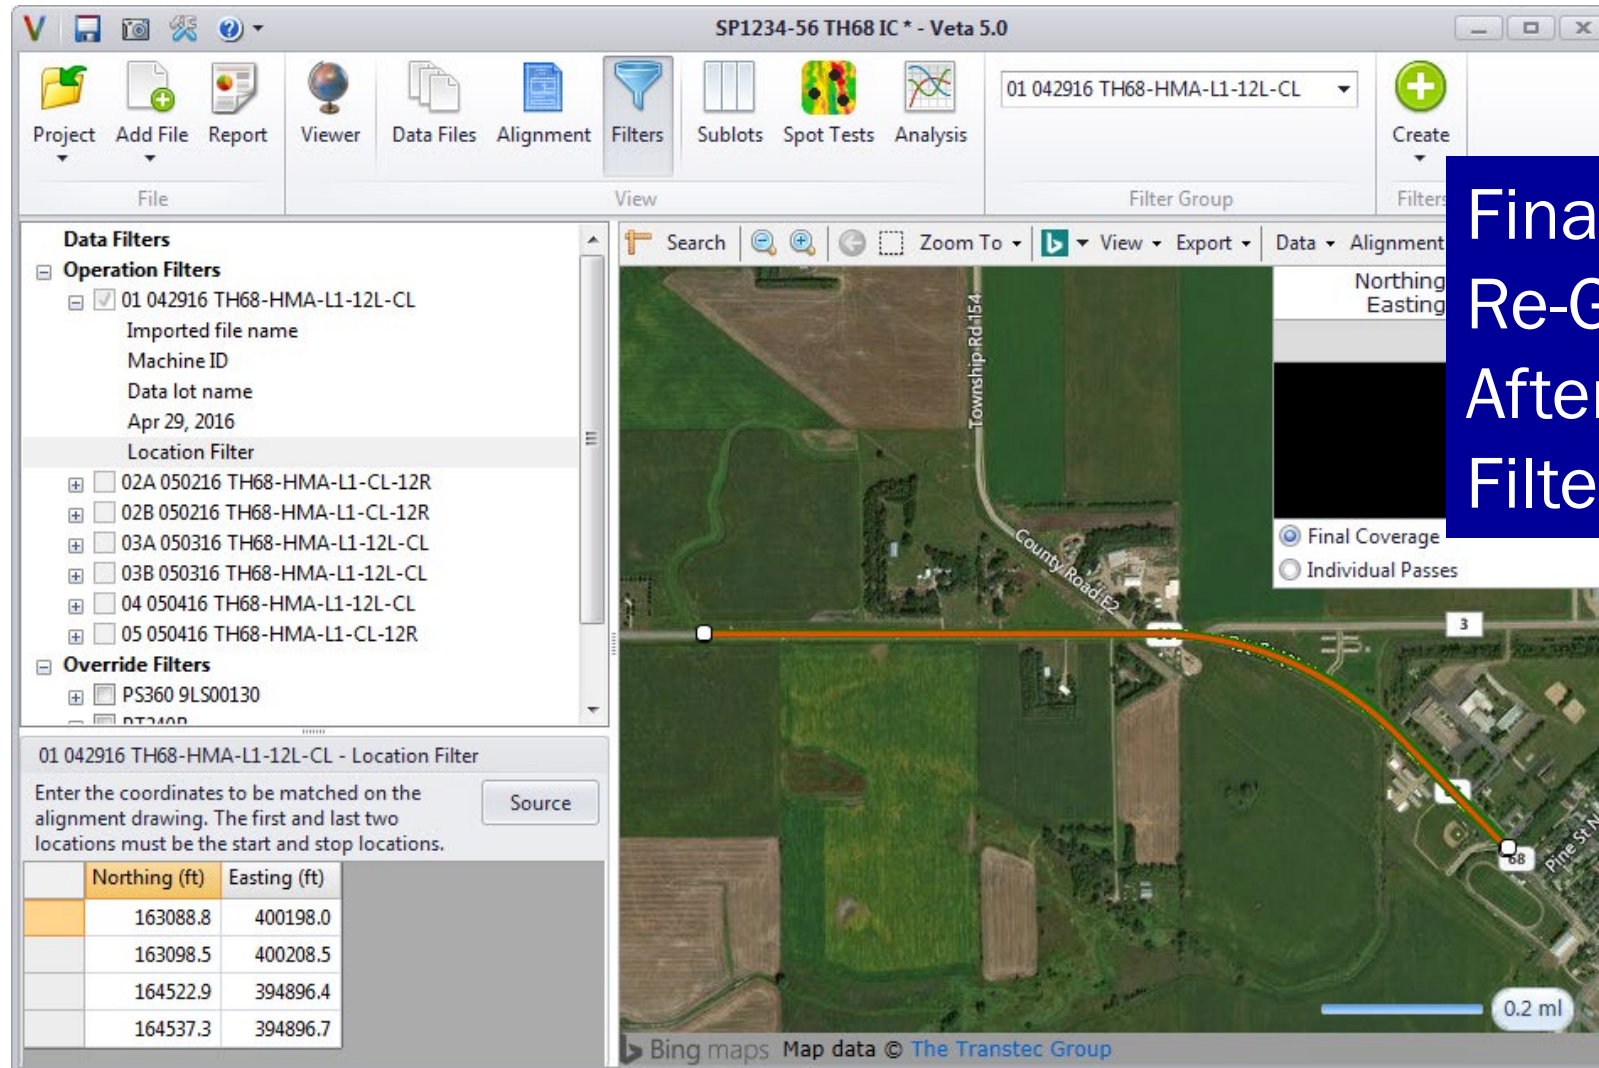 SP1234-56 TH68 IC * - Veta 5.0
Project Add File Report Viewer Data Files Alignment Filters Sublots Spot Tests Analysis
01 042916 TH68-HMA-L1-12L-CL
Create
File View Filter Group Filters
Data Filters
Operation Filters
01 042916 TH68-HMA-L1-12L-CL
Imported file name
Machine ID
Data lot name
Apr 29, 2016
Location Filter
02A 050216 TH68-HMA-L1-CL-12R
02B 050216 TH68-HMA-L1-CL-12R
03A 050316 TH68-HMA-L1-12L-CL
03B 050316 TH68-HMA-L1-12L-CL
04 050416 TH68-HMA-L1-12L-CL
05 050416 TH68-HMA-L1-CL-12R
Override Filters
PS360 9LS00130
01 042916 TH68-HMA-L1-12L-CL - Location Filter
Enter the coordinates to be matched on the
alignment drawing. The first and last two
locations must be the start and stop locations.
Source
Northing (ft) Easting (ft)
163088.8 400198.0
163098.5 400208.5
164522.9 394896.4
164537.3 394896.7
Search Zoom To View Export Data Alignment
Northing
Easting
Final Coverage
Individual Passes
Fina
Re-G
After
Filte
Township Rd 154
County Road E2
3
68
Pine St N
0.2 ml
Bing maps Map data © The Transtec Group